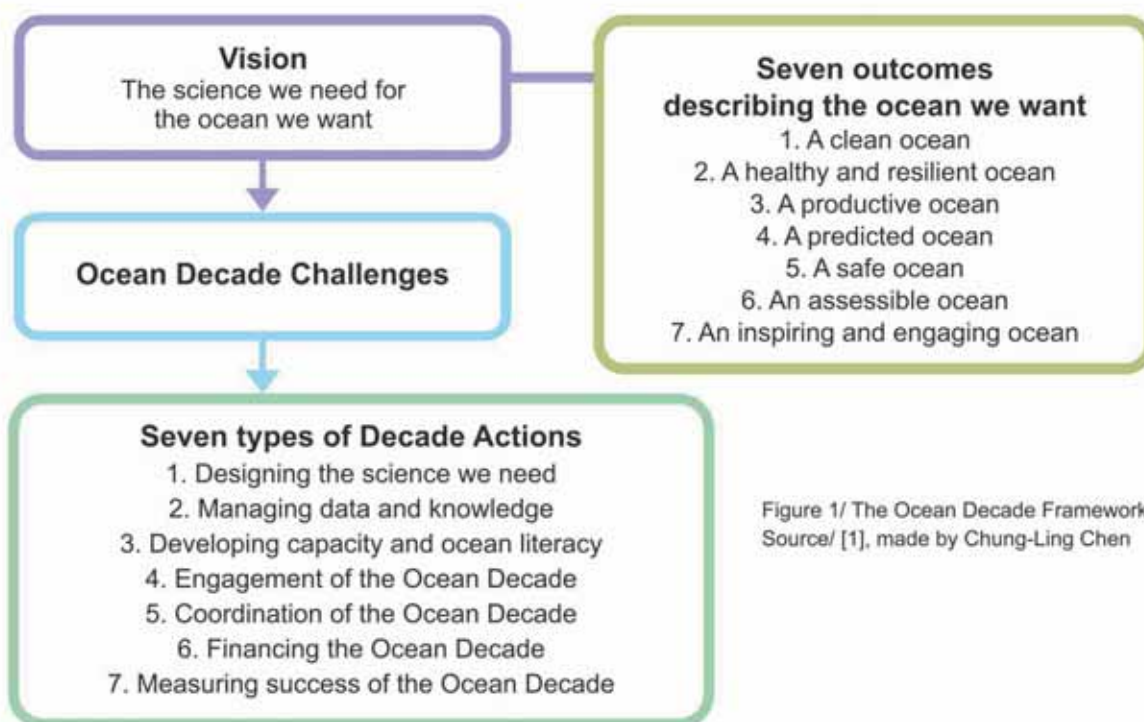 Vision
The science we need for
the ocean we want
Seven outcomes
describing the ocean we want
1. A clean ocean
2. A healthy and resilient ocean
3. A productive ocean
4. A predicted ocean
5. A safe ocean
6. An assessible ocean
7. An inspiring and engaging ocean
Ocean Decade Challenges
Seven types of Decade Actions
1. Designing the science we need
2. Managing data and knowledge
3. Developing capacity and ocean literacy
4. Engagement of the Ocean Decade
5. Coordination of the Ocean Decade
6. Financing the Ocean Decade
7. Measuring success of the Ocean Decade
Figure 1/ The Ocean Decade Framework
Source/ [1], made by Chung-Ling Chen